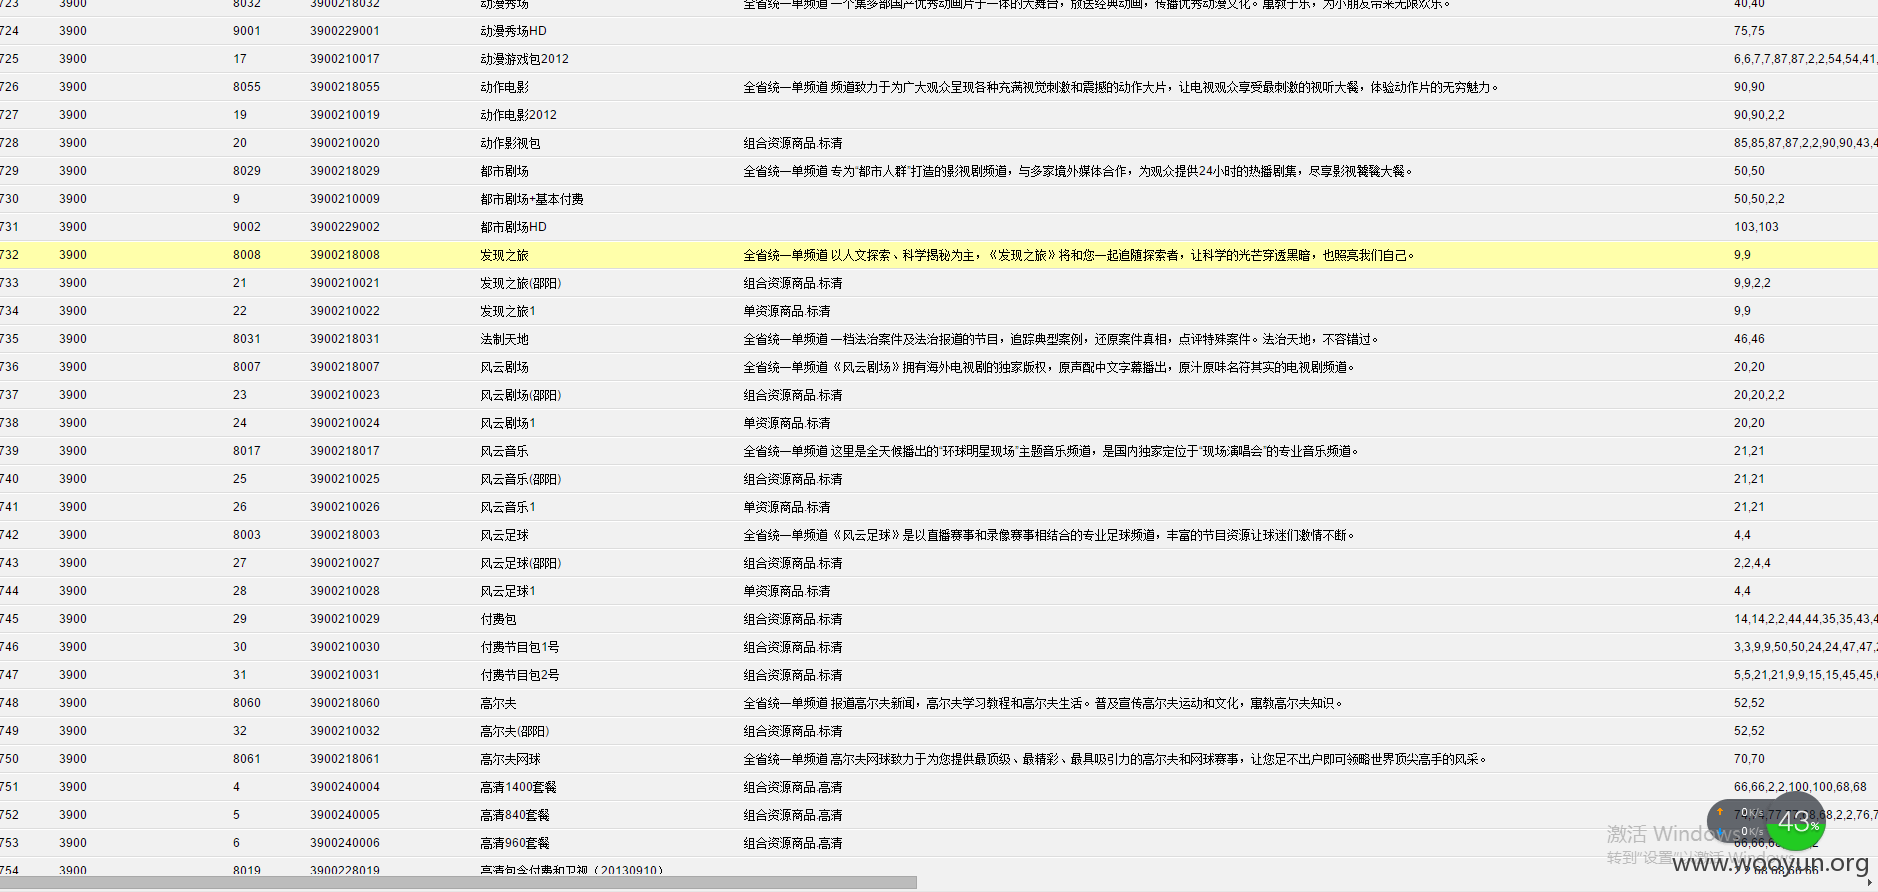 723 3900 8032 3900218032 动漫秀场 全省统一单频道 一个集多部国产优秀动画片于一体的大舞台，放送经典动画，传播优秀动漫文化。寓教于乐，为小朋友带来无限欢乐。 40,40
724 3900 9001 3900229001 动漫秀场HD 75,75
725 3900 17 3900210017 动漫游戏包2012 6,6,7,7,87,87,2,2,54,54,41,
726 3900 8055 3900218055 动作电影 全省统一单频道 频道致力于为广大观众呈现各种充满视觉刺激和震撼的动作大片，让电视观众享受最刺激的视听大餐，体验动作片的无穷魅力。 90,90
727 3900 19 3900210019 动作电影2012 90,90,2,2
728 3900 20 3900210020 动作影视包 组合资源商品.标清 85,85,87,87,2,2,90,90,43,4
729 3900 8029 3900218029 都市剧场 全省统一单频道 专为“都市人群”打造的影视剧频道，与多家境外媒体合作，为观众提供24小时的热播剧集，尽享影视饕餮大餐。 50,50
730 3900 9 3900210009 都市剧场+基本付费 50,50,2,2
731 3900 9002 3900229002 都市剧场HD 103,103
732 3900 8008 3900218008 发现之旅 全省统一单频道 以人文探索、科学揭秘为主，《发现之旅》将和您一起追随探索者，让科学的光芒穿透黑暗，也照亮我们自己。 9,9
733 3900 21 3900210021 发现之旅(邵阳) 组合资源商品.标清 9,9,2,2
734 3900 22 3900210022 发现之旅1 单资源商品.标清 9,9
735 3900 8031 3900218031 法制天地 全省统一单频道 一档法治案件及法治报道的节目，追踪典型案例，还原案件真相，点评特殊案件。法治天地，不容错过。 46,46
736 3900 8007 3900218007 风云剧场 全省统一单频道《风云剧场》拥有海外电视剧的独家版权，原声配中文字幕播出，原汁原味名符其实的电视剧频道。 20,20
737 3900 23 3900210023 风云剧场(邵阳) 组合资源商品.标清 20,20,2,2
738 3900 24 3900210024 风云剧场1 单资源商品.标清 20,20
739 3900 8017 3900218017 风云音乐 全省统一单频道 这里是全天候播出的“环球明星现场”主题音乐频道，是国内独家定位于“现场演唱会”的专业音乐频道。 21,21
740 3900 25 3900210025 风云音乐(邵阳) 组合资源商品.标清 21,21
741 3900 26 3900210026 风云音乐1 单资源商品.标清 21,21
742 3900 8003 3900218003 风云足球 全省统一单频道《风云足球》是以直播赛事和录像赛事相结合的专业足球频道，丰富的节目资源让球迷们激情不断。 4,4
743 3900 27 3900210027 风云足球(邵阳) 组合资源商品.标清 2,2,4,4
744 3900 28 3900210028 风云足球1 单资源商品.标清 4,4
745 3900 29 3900210029 付费包 组合资源商品.标清 14,14,2,2,44,44,35,35,43,4
746 3900 30 3900210030 付费节目包1号 组合资源商品.标清 3,3,9,9,50,50,24,24,47,47,2
747 3900 31 3900210031 付费节目包2号 组合资源商品.标清 5,5,21,21,9,9,15,15,45,45,
748 3900 8060 3900218060 高尔夫 全省统一单频道 报道高尔夫新闻，高尔夫学习教程和高尔夫生活。普及宣传高尔夫运动和文化，寓教高尔夫知识。 52,52
749 3900 32 3900210032 高尔夫(邵阳) 组合资源商品.标清 52,52
750 3900 8061 3900218061 高尔夫网球 全省统一单频道 高尔夫网球致力于为您提供最顶级、最精彩、最具吸引力的高尔夫和网球赛事，让您足不出户即可领略世界顶尖高手的风采。 70,70
751 3900 4 3900240004 高清1400套餐 组合资源商品.高清 66,66,2,2,100,100,68,68
752 3900 5 3900240005 高清840套餐 组合资源商品.高清 68,2,2,76,7
753 3900 6 3900240006 高清960套餐 组合资源商品.高清 66,66
754 3900 8019 3900228019 高清包含付费和卫视（20130910） 2,2,68,68,66,66
0K/s
0K/s
43%
激活 Windows
转到“设置”以激活 Windows
www.wooyun.org